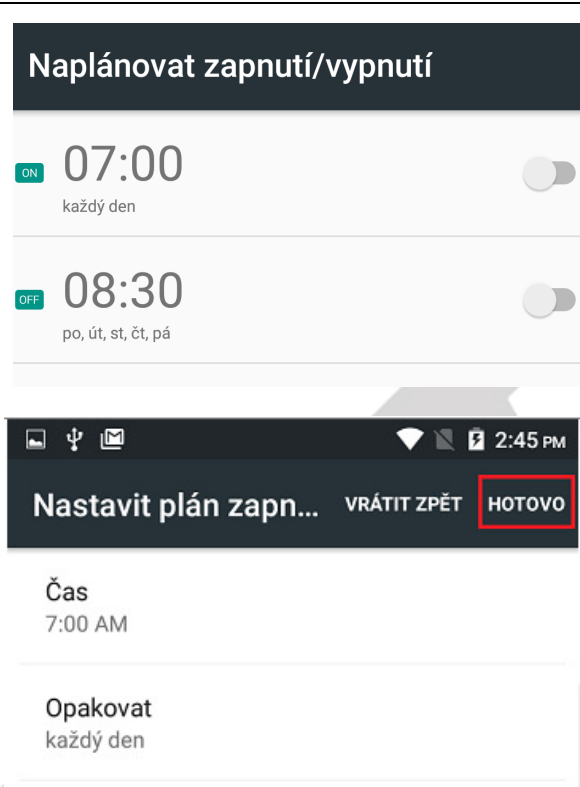 Naplánovat zapnutí/vypnutí
ON 07:00
každý den
OFF 08:30
po, út, st, čt, pá
2:45 PM
Nastavit plán zapn... VRÁTIT ZPĚT HOTOVO
Čas
7:00 AM
Opakovat
každý den